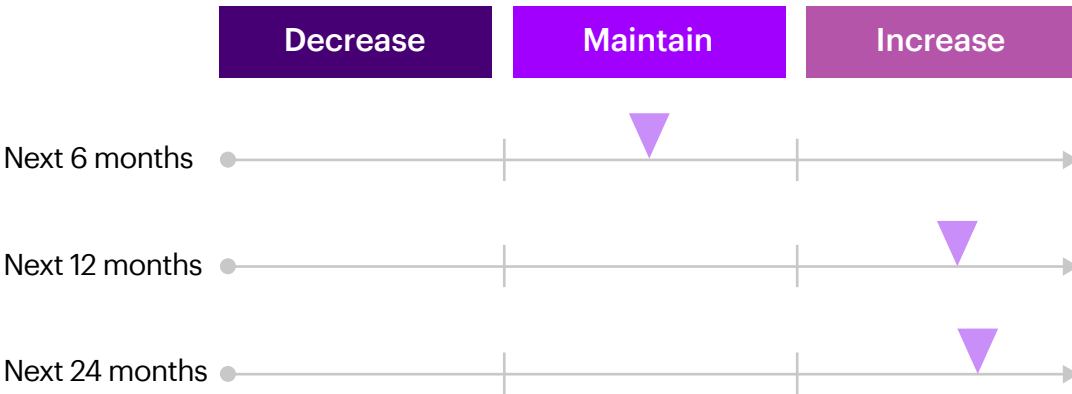 Decrease
Maintain
Increase
Next 6 months
Next 12 months
Next 24 months